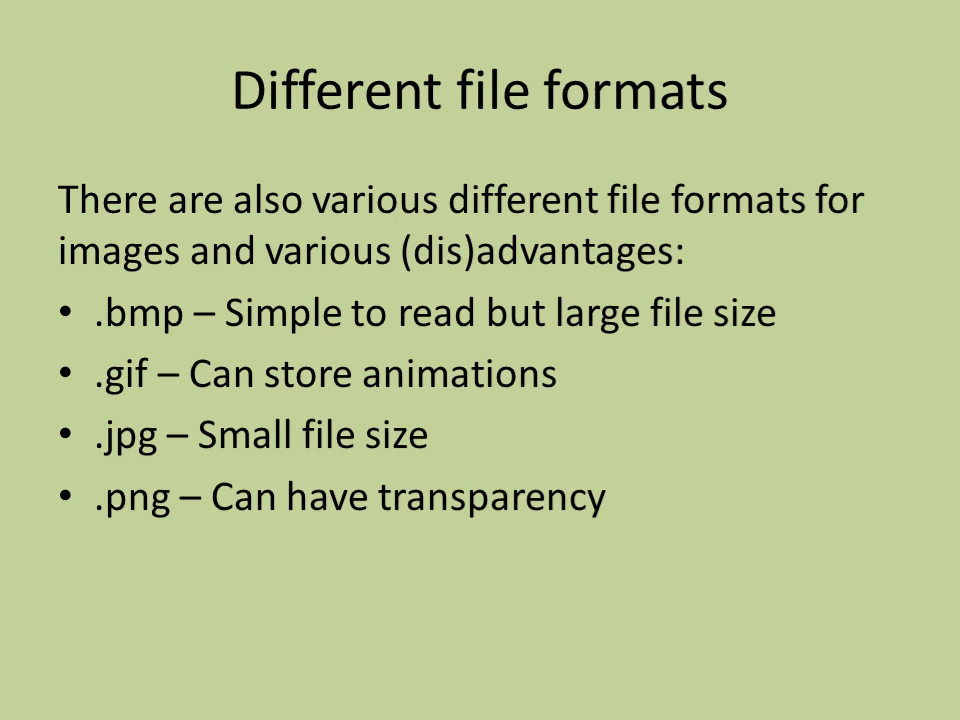 Different file formats
There are also various different file formats for
images and various (dis)advantages:
• .bmp – Simple to read but large file size
• .gif – Can store animations
• .jpg – Small file size
• .png – Can have transparency